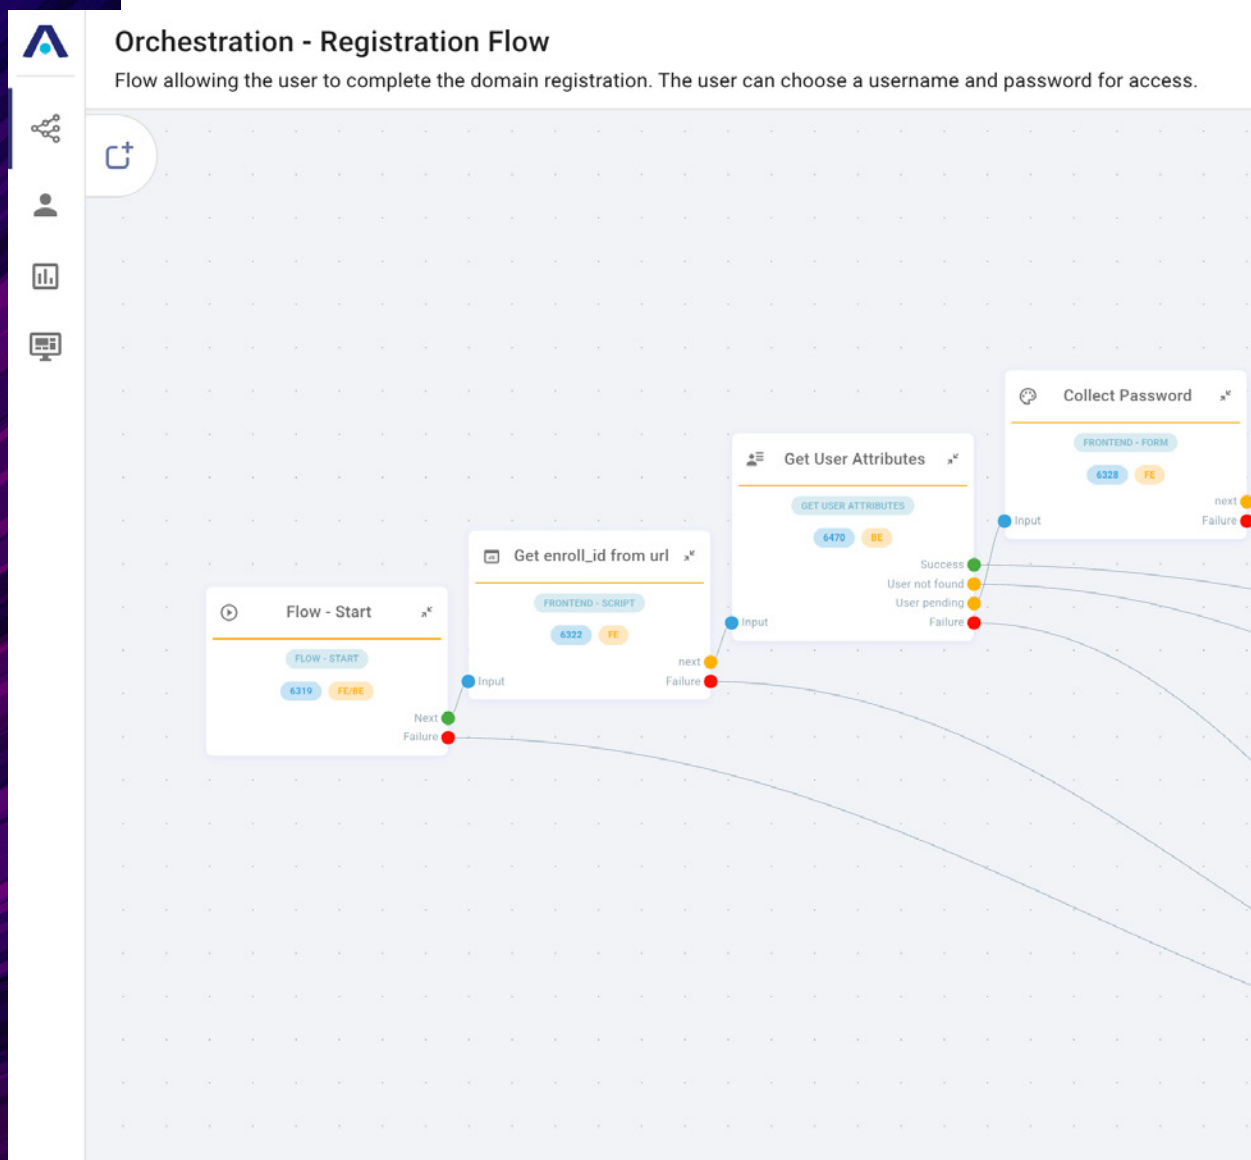 Orchestration - Registration Flow
Flow allowing the user to complete the domain registration. The user can choose a username and password for access.
Collect Password
FRONTEND - FORM
6328 FE
next
Input Failure
Get User Attributes
GET USER ATTRIBUTES
6470 BE
Success
User not found
User pending
Input Failure
Get enroll_id from url
FRONTEND - SCRIPT
6322 FE
next
Input Failure
Flow - Start
FLOW - START
6319 FE/BE
Next
Failure